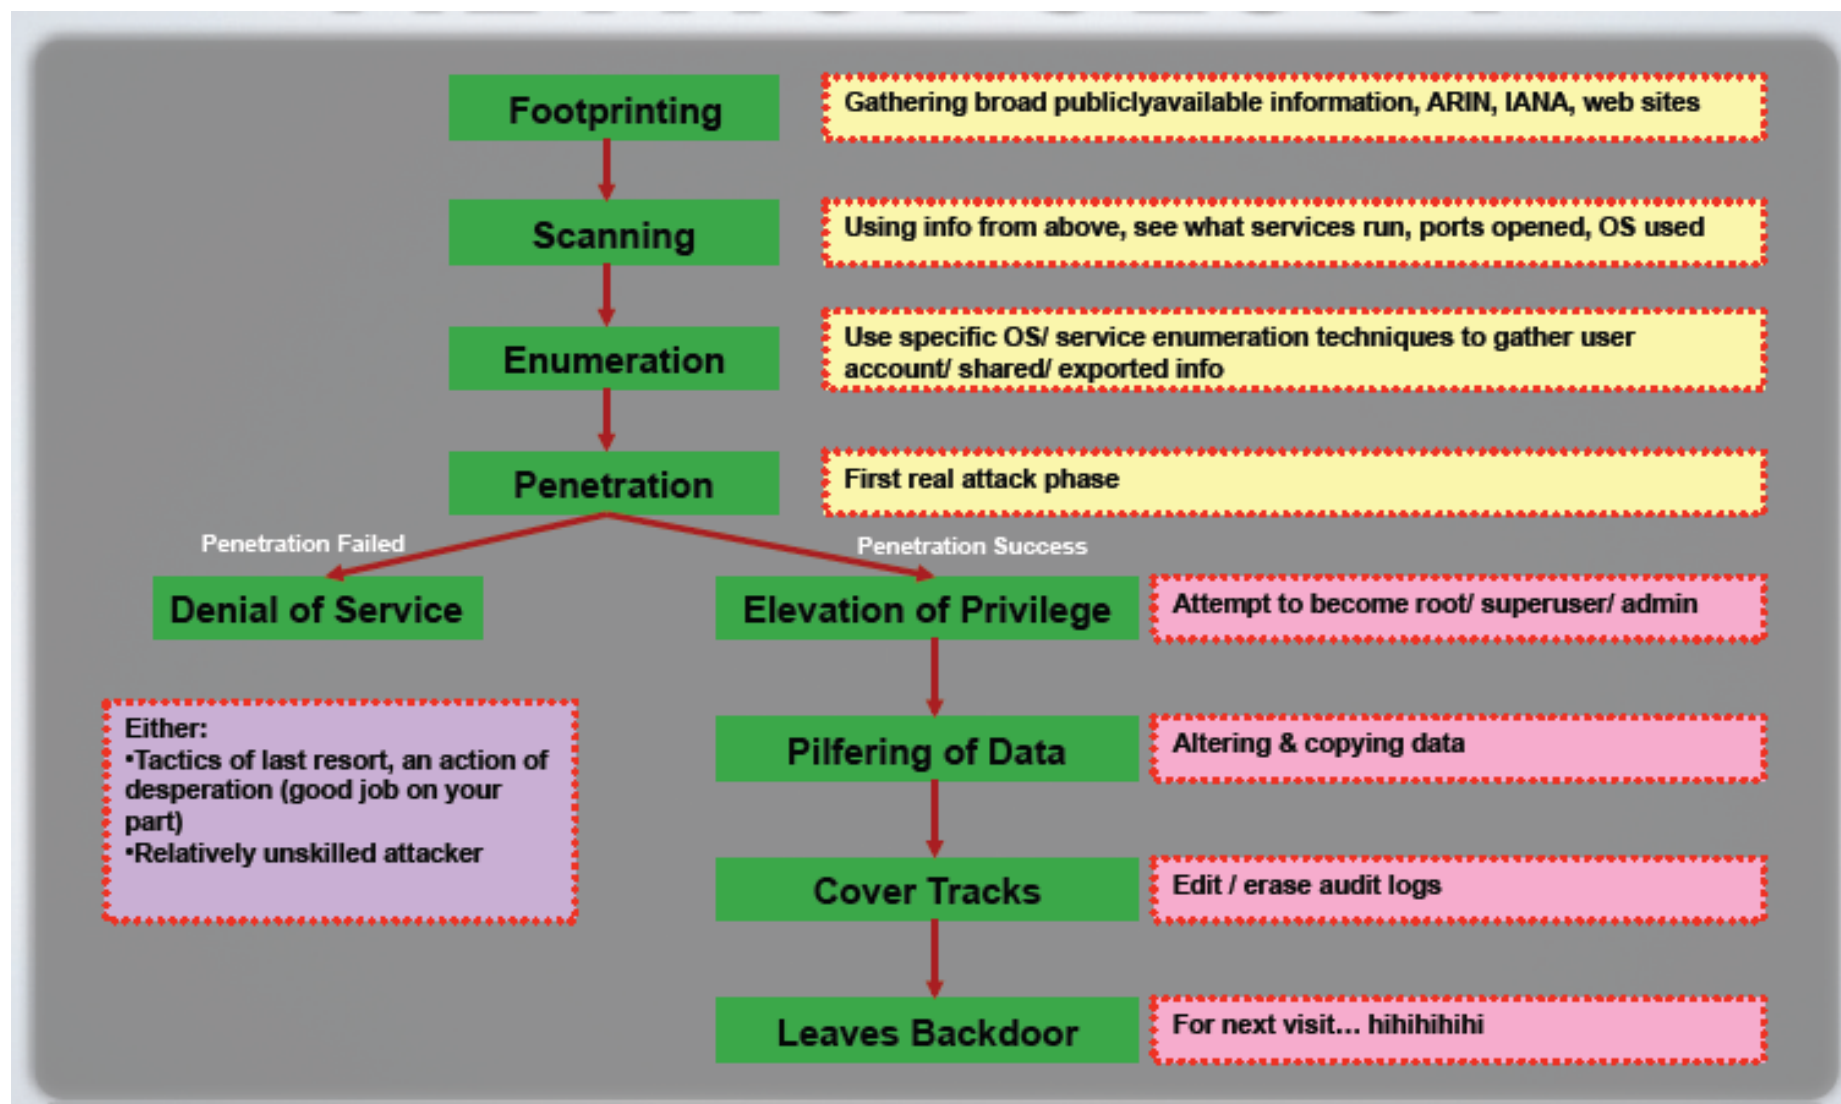 Footprinting
Gathering broad publiclyavailable information, ARIN, IANA, web sites
Scanning
Using info from above, see what services run, ports opened, OS used
Enumeration
Use specific OS/ service enumeration techniques to gather user
account/ shared/ exported info
Penetration
First real attack phase
Penetration Failed
Penetration Success
Denial of Service
Elevation of Privilege
Attempt to become root/ superuser/ admin
Either:
•Tactics of last resort, an action of
desperation (good job on your
part)
•Relatively unskilled attacker
Pilfering of Data
Altering & copying data
Cover Tracks
Edit / erase audit logs
Leaves Backdoor
For next visit... hihihihihi